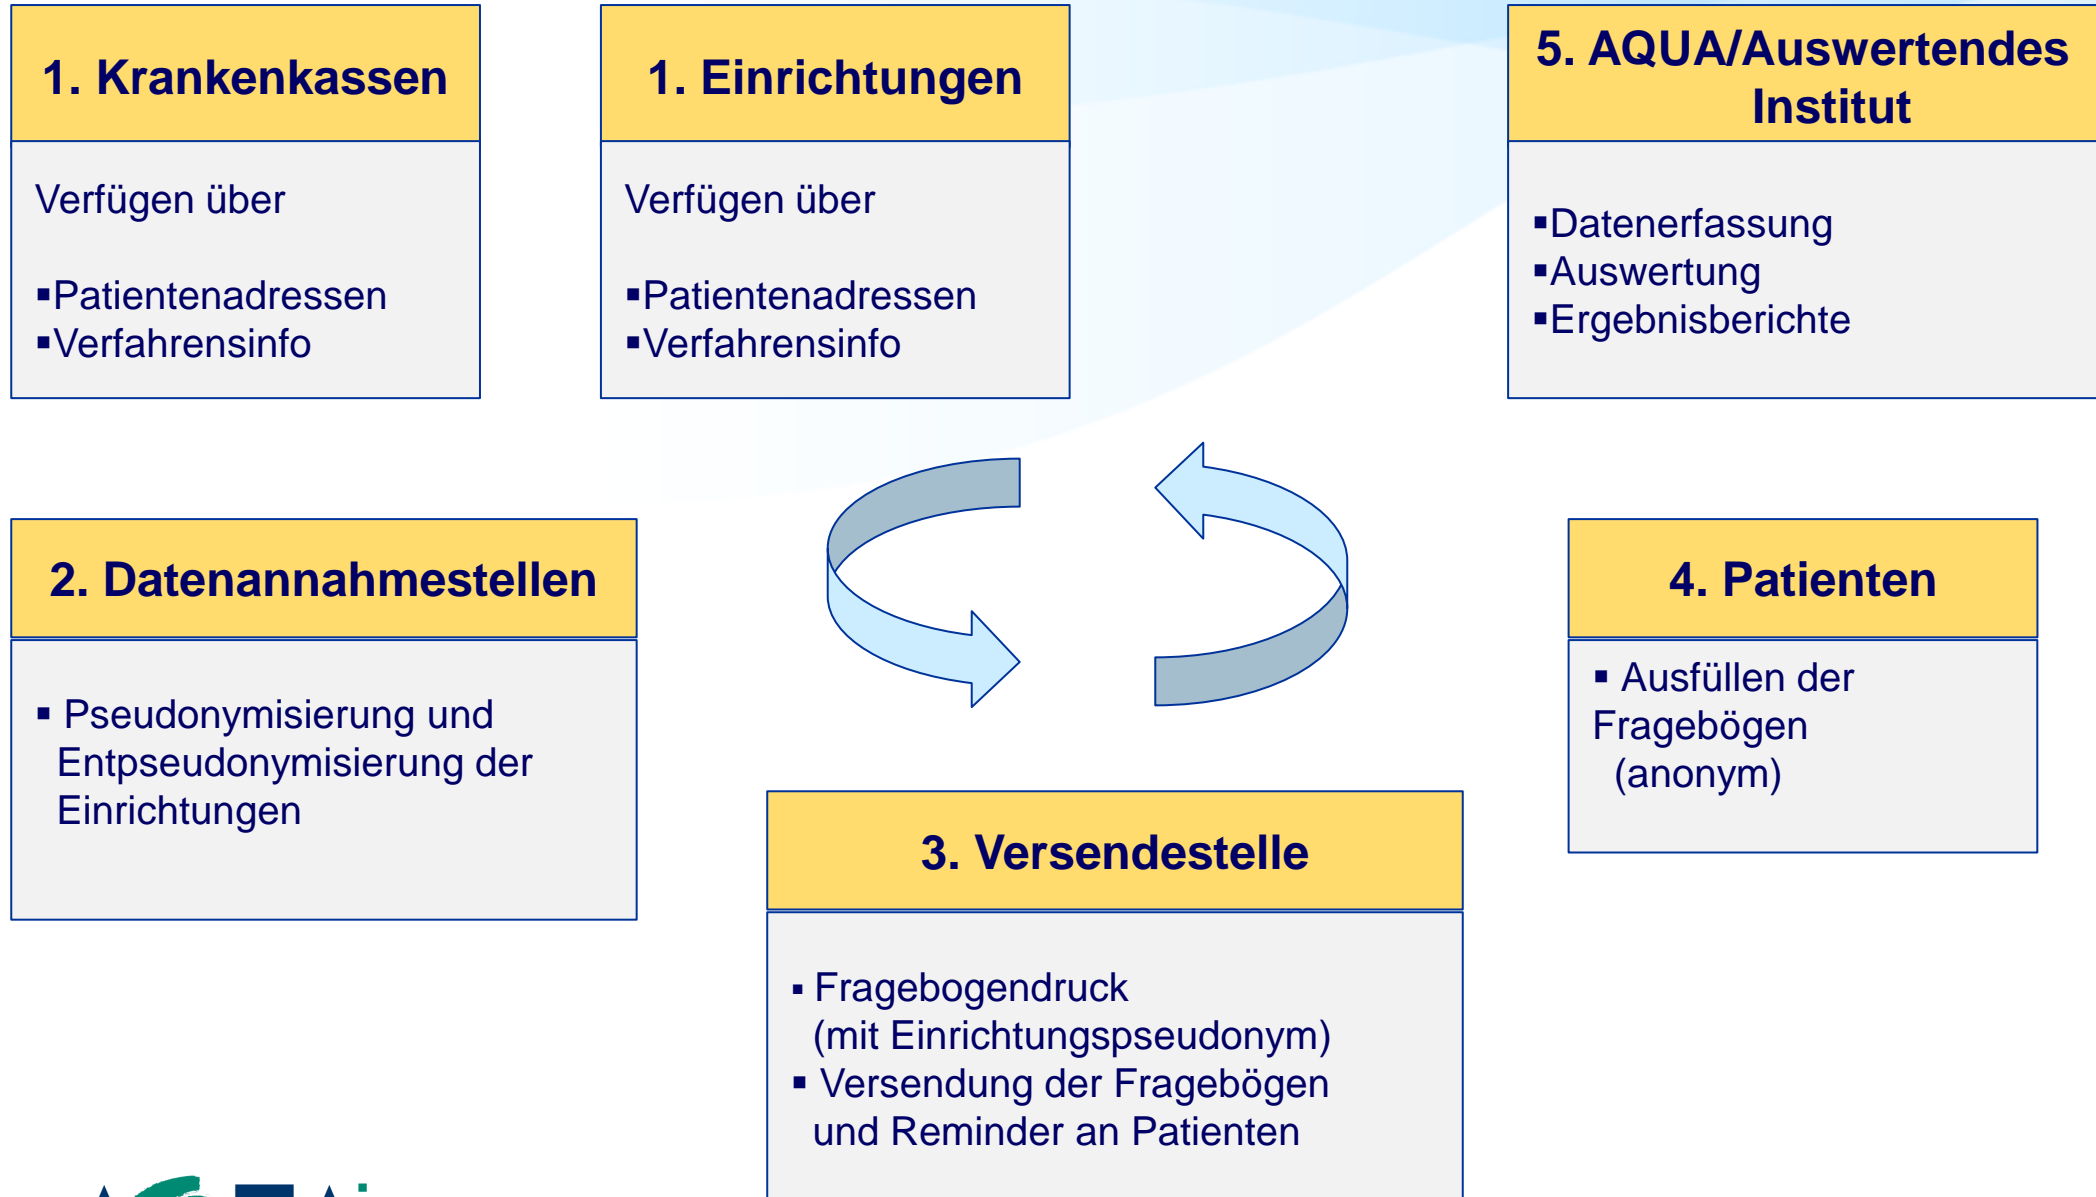 1. Krankenkassen
Verfügen über
▪Patientenadressen
▪Verfahrensinfo
1. Einrichtungen
Verfügen über
▪Patientenadressen
▪Verfahrensinfo
5. AQUA/Auswertendes
Institut
▪Datenerfassung
▪Auswertung
▪Ergebnisberichte
2. Datenannahmestellen
▪ Pseudonymisierung und
Entpseudonymisierung der
Einrichtungen
3. Versendestelle
▪ Fragebogendruck
(mit Einrichtungspseudonym)
▪ Versendung der Fragebögen
und Reminder an Patienten
4. Patienten
▪ Ausfüllen der
Fragebögen
(anonym)